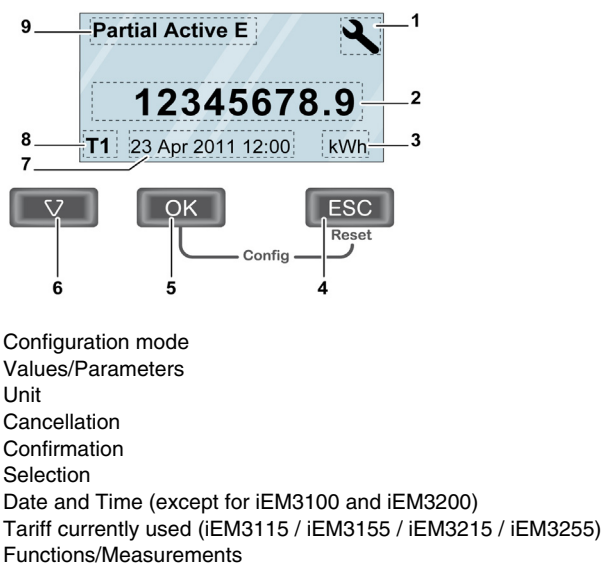 9 Partial Active E 1
12345678.9 2
8 T1 23 Apr 2011 12:00 kWh 3
7
OK ESC
Reset
Config
6 5 4
Configuration mode
Values/Parameters
Unit
Cancellation
Confirmation
Selection
Date and Time (except for iEM3100 and iEM3200)
Tariff currently used (iEM3115 / iEM3155 / iEM3215 / iEM3255)
Functions/Measurements